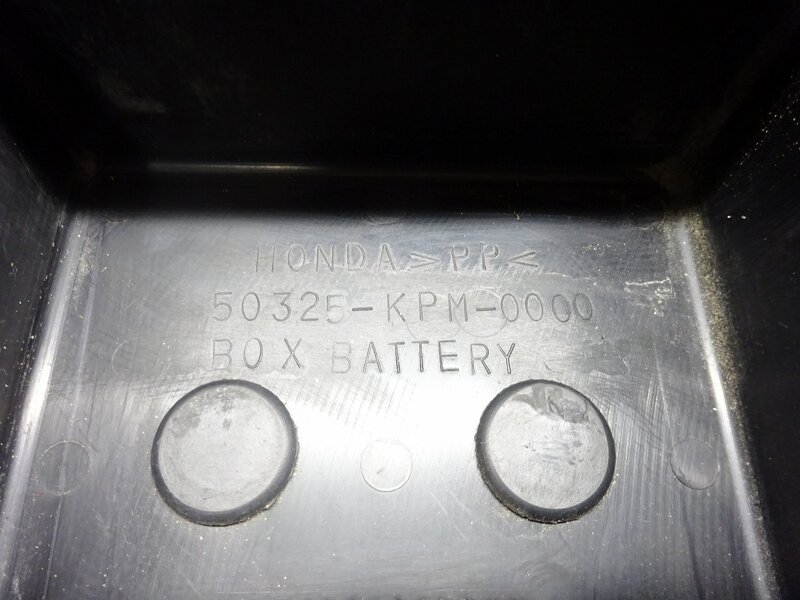 HONDA >PP<
50325-KPM-0000
BOX BATTERY